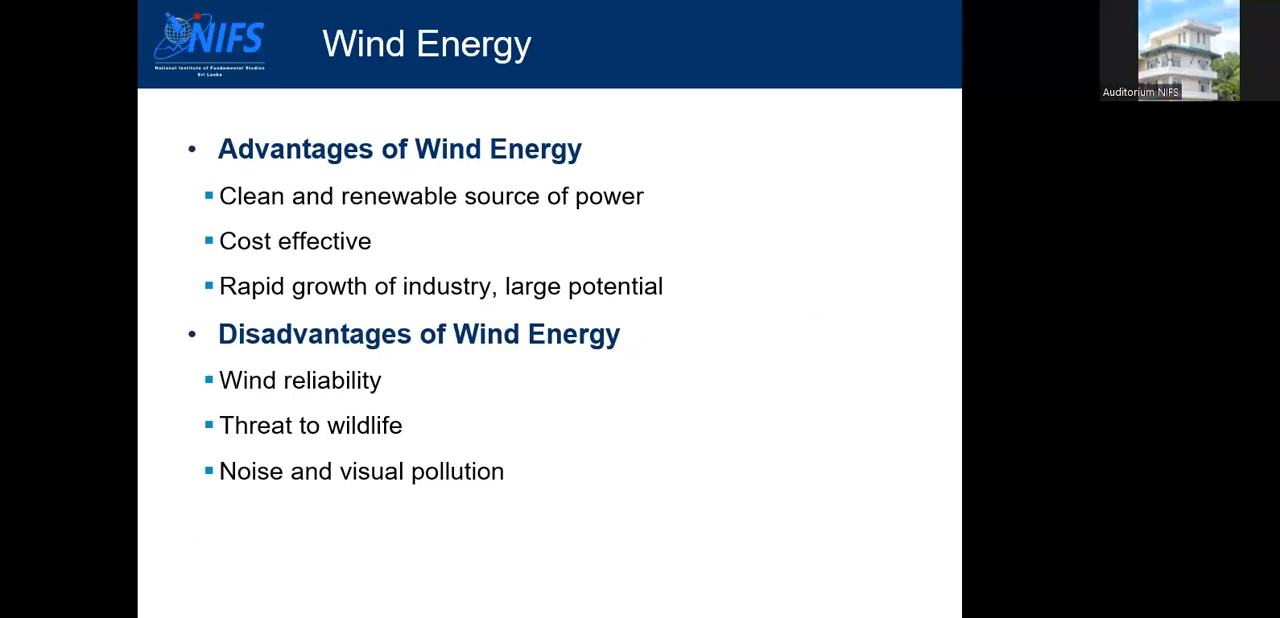 NIFS
National Institute of Fundamental Studies
Sri Lanka
Wind Energy
Auditorium NIFS
• Advantages of Wind Energy
▪ Clean and renewable source of power
▪ Cost effective
▪ Rapid growth of industry, large potential
• Disadvantages of Wind Energy
▪ Wind reliability
▪ Threat to wildlife
▪ Noise and visual pollution